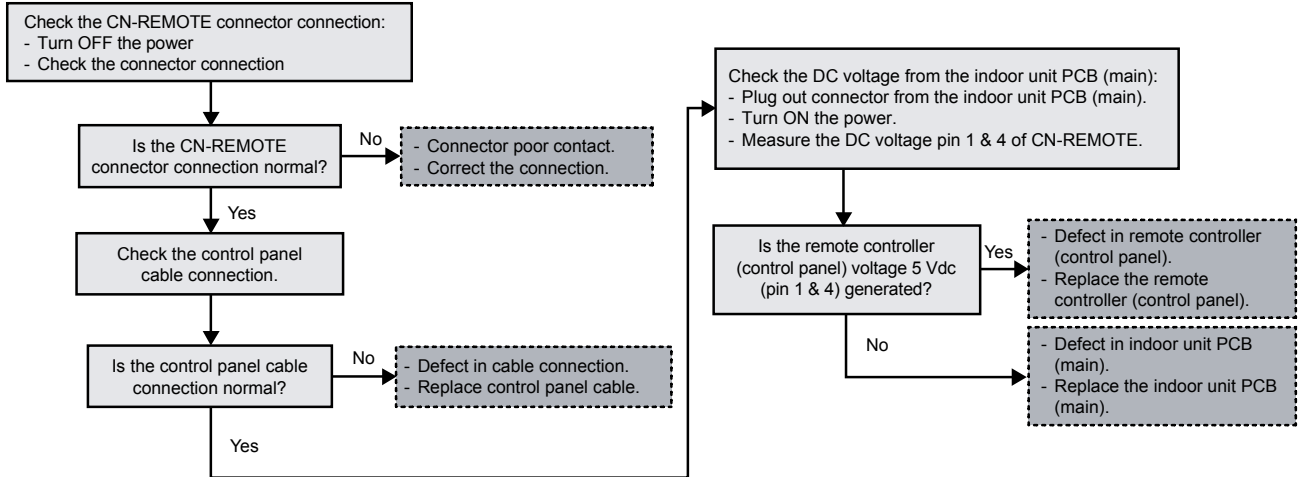 Check the CN-REMOTE connector connection:
- Turn OFF the power
- Check the connector connection
Is the CN-REMOTE
connector connection normal?
No
- Connector poor contact.
- Correct the connection.
Yes
Check the control panel
cable connection.
Is the control panel cable
connection normal?
No
- Defect in cable connection.
- Replace control panel cable.
Yes
Check the DC voltage from the indoor unit PCB (main):
- Plug out connector from the indoor unit PCB (main).
- Turn ON the power.
- Measure the DC voltage pin 1 & 4 of CN-REMOTE.
Is the remote controller
(control panel) voltage 5 Vdc
(pin 1 & 4) generated?
Yes
- Defect in remote controller
(control panel).
- Replace the remote
controller (control panel).
No
- Defect in indoor unit PCB
(main).
- Replace the indoor unit PCB
(main).